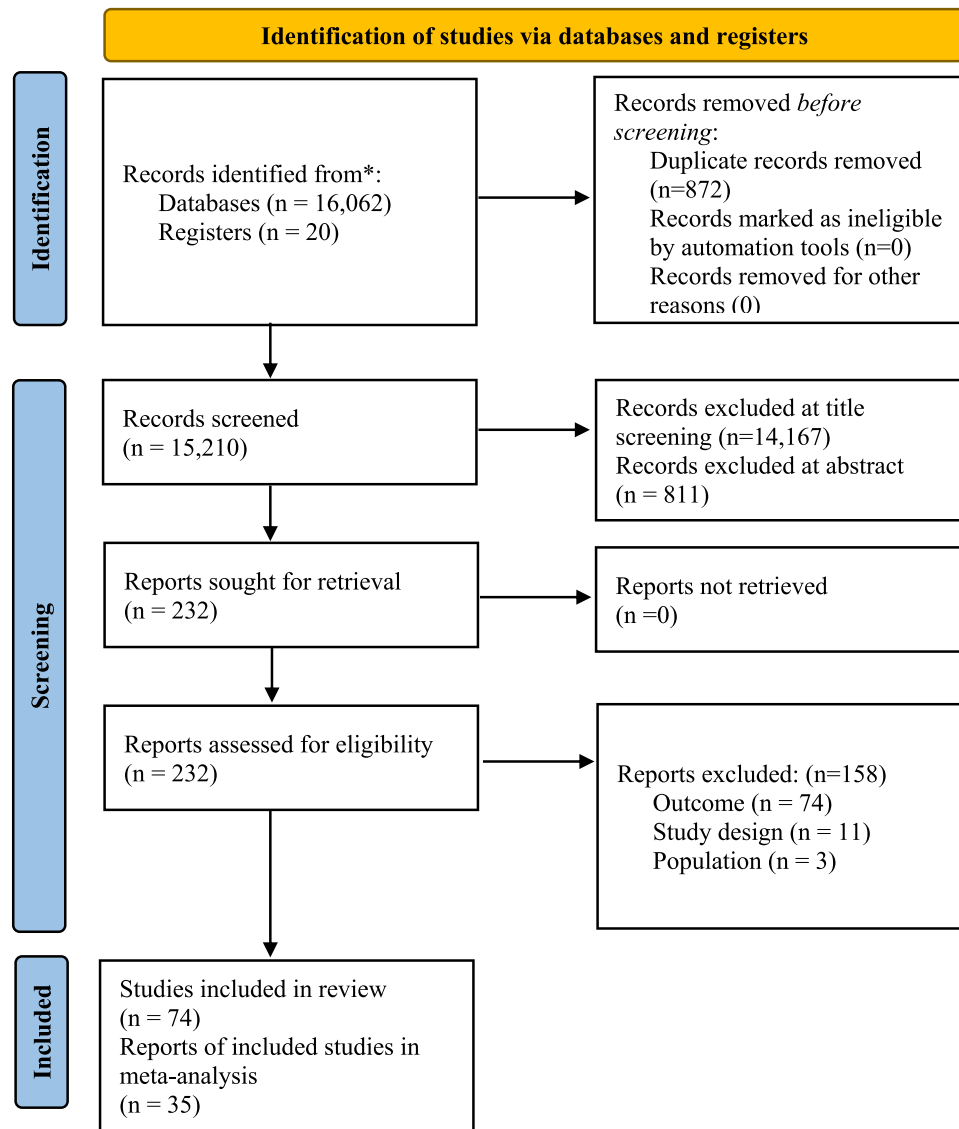 Identification of studies via databases and registers
Identification
Records identified from*:
Databases (n = 16,062)
Registers (n = 20)
Records removed before
screening:
Duplicate records removed
(n=872)
Records marked as ineligible
by automation tools (n=0)
Records removed for other
reasons (0)
Screening
Records screened
(n = 15,210)
Records excluded at title
screening (n=14,167)
Records excluded at abstract
(n = 811)
Reports sought for retrieval
(n = 232)
Reports not retrieved
(n =0)
Reports assessed for eligibility
(n = 232)
Reports excluded: (n=158)
Outcome (n = 74)
Study design (n = 11)
Population (n = 3)
Included
Studies included in review
(n = 74)
Reports of included studies in
meta-analysis
(n = 35)